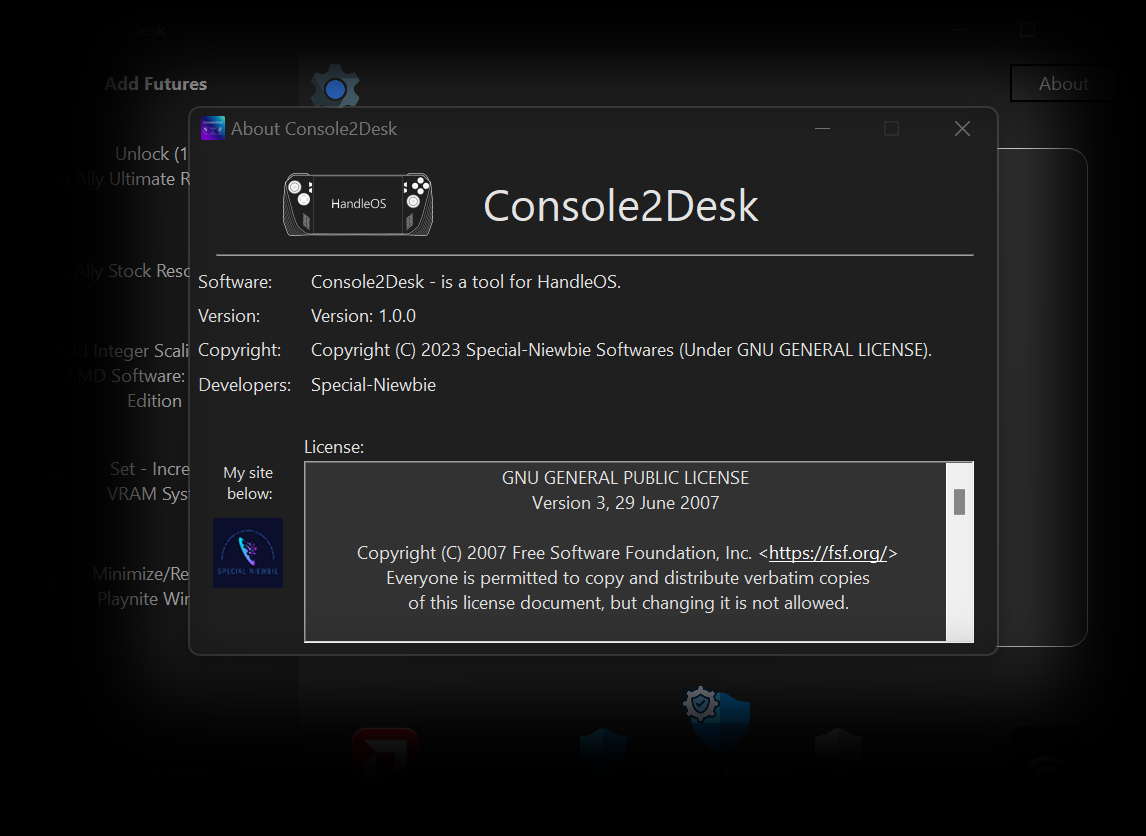 Add Futures
About
About Console2Desk
Unlock (1
Ally Ultimate R
HandleOS
Console2Desk
Ally Stock Reso
Software: Console2Desk - is a tool for HandleOS.
Version: Version: 1.0.0
Integer Scali
Copyright: Copyright (C) 2023 Special-Niewbie Softwares (Under GNU GENERAL LICENSE).
AMD Software:
Developers: Special-Niewbie
Edition
License:
Set - Incre
VRAM Sys
My site
below:
SPECIAL NIEWBIE
GNU GENERAL PUBLIC LICENSE
Version 3, 29 June 2007
Copyright (C) 2007 Free Software Foundation, Inc. <https://fsf.org/>
Everyone is permitted to copy and distribute verbatim copies
of this license document, but changing it is not allowed.
Minimize/Re
Playnite Win